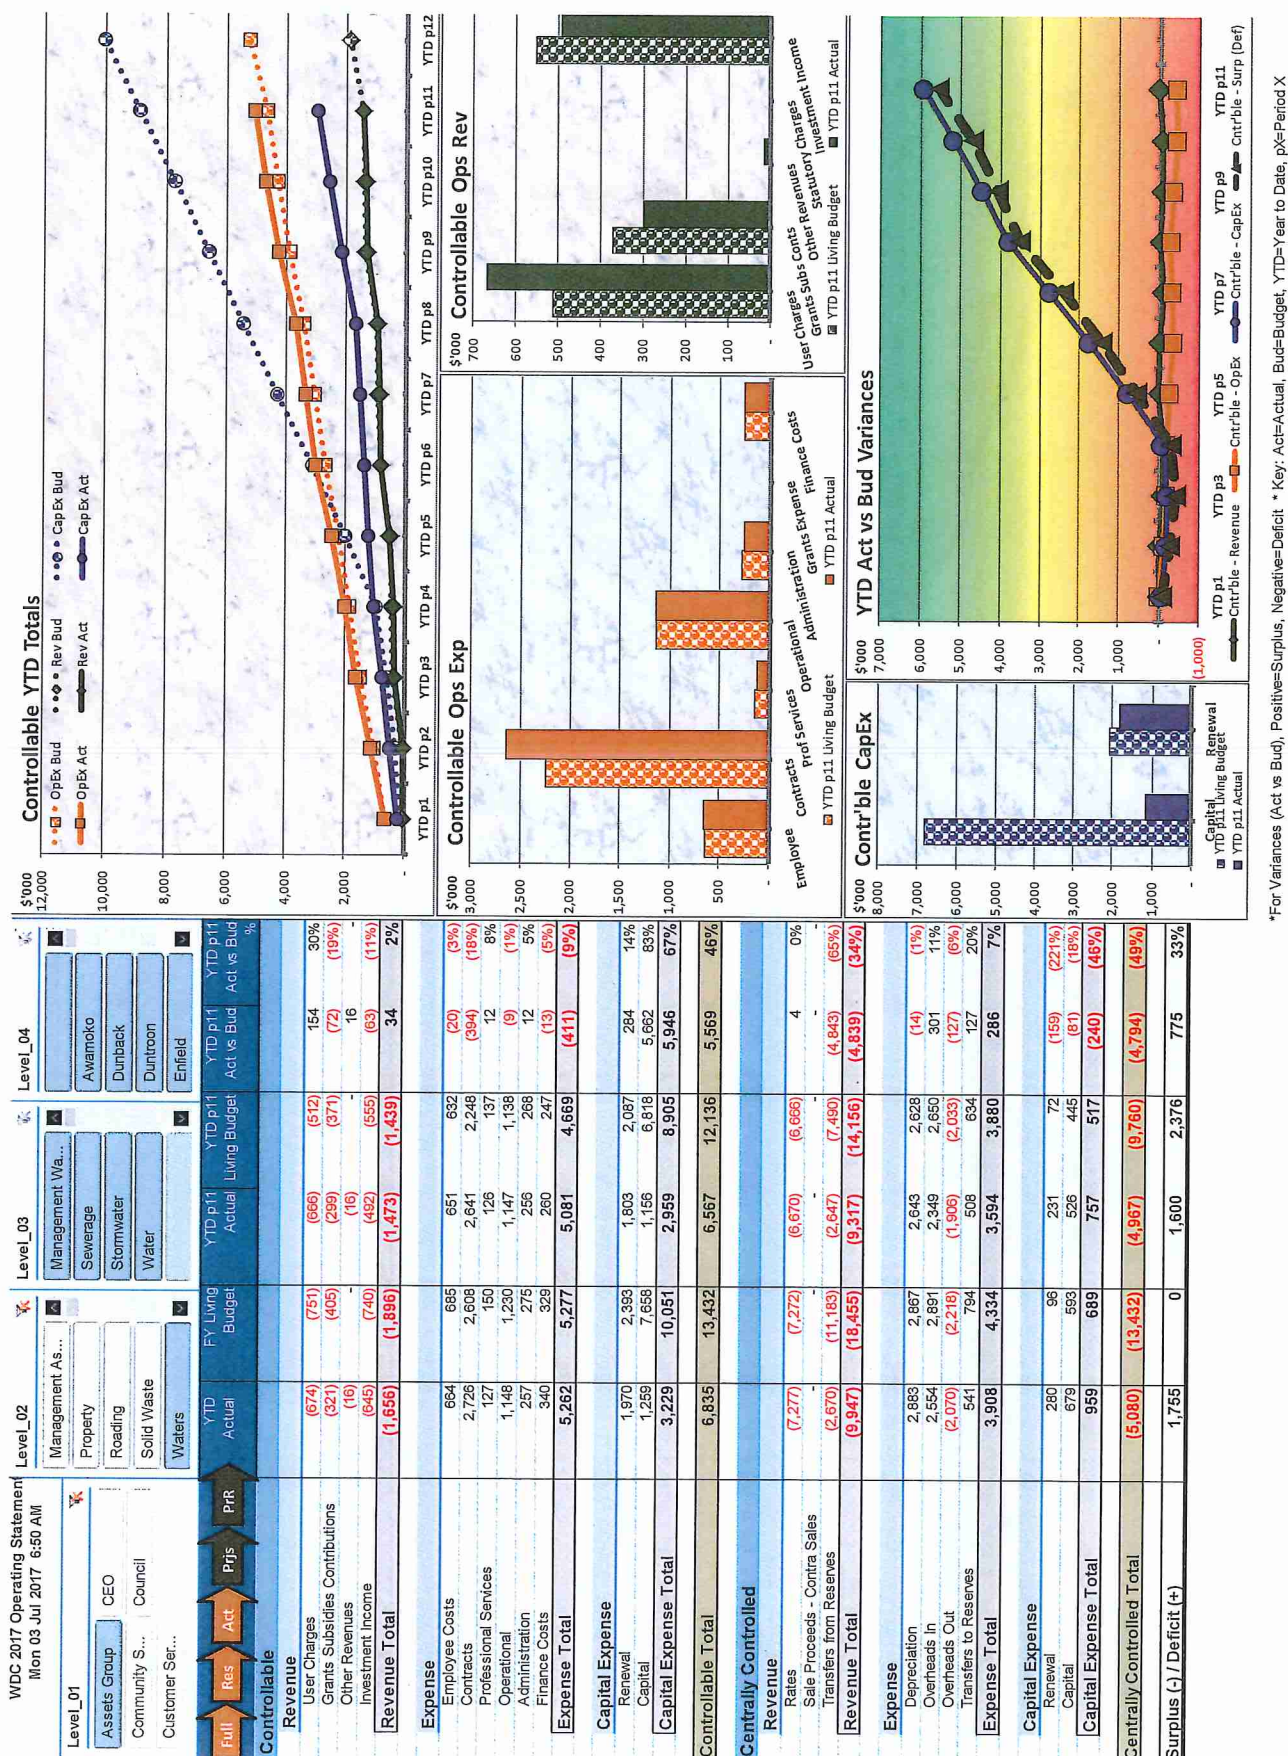 WDC 2017 Operating Statement
Mon 03 Jul 2017 6:50 AM
Level_01
Assets Group CEO
Community S... Council
Customer Ser...
Level_02
Management As...
Property
Roading
Solid Waste
Waters
Level_03
Management Wa...
Sewerage
Stormwater
Water
Level_04
Awamoko
Dunback
Duntroon
Enfield
Full Res Act Prjs PrR YTD Actual FY Living Budget YTD p11 Actual YTD p11 Living Budget YTD p11 Act vs Bud YTD p11 Act vs Bud %
Controllable
Revenue
User Charges (674) (751) (666) (512) 154 30%
Grants Subsidies Contributions (321) (405) (299) (371) (72) (19%)
Other Revenues (16) - (16) - 16
Investment Income (645) (740) (492) (555) (63) (11%)
Revenue Total (1,656) (1,896) (1,473) (1,439) 34 2%
Expense
Employee Costs 664 685 651 632 (20) (3%)
Contracts 2,726 2,608 2,641 2,248 (394) (18%)
Professional Services 127 150 126 137 12 8%
Operational 1,148 1,230 1,147 1,138 (9) (1%)
Administration 257 275 256 268 12 5%
Finance Costs 340 329 260 247 (13) (5%)
Expense Total 5,262 5,277 5,081 4,669 (411) (9%)
Capital Expense
Renewal 1,970 2,393 1,803 2,087 284 14%
Capital 1,259 7,658 1,156 6,818 5,662 83%
Capital Expense Total 3,229 10,051 2,959 8,905 5,946 67%
Controllable Total 6,835 13,432 6,567 12,136 5,569 46%
Centrally Controlled
Revenue
Rates (7,277) (7,272) (6,670) (6,666) 4 0%
Sale Proceeds - Contra Sales - - -
Transfers from Reserves (2,670) (11,183) (2,647) (7,490) (4,843) (65%)
Revenue Total (9,947) (18,455) (9,317) (14,156) (4,839) (34%)
Expense
Depreciation 2,883 2,867 2,643 2,628 (14) (1%)
Overheads In 2,554 2,891 2,349 2,650 301 11%
Overheads Out (2,070) (2,218) (1,906) (2,033) (127) (6%)
Transfers to Reserves 541 794 508 634 127 20%
Expense Total 3,908 4,334 3,594 3,880 286 7%
Capital Expense
Renewal 280 96 231 72 (159) (221%)
Capital 679 593 526 445 (81) (18%)
Capital Expense Total 959 689 757 517 (240) (46%)
Centrally Controlled Total (5,080) (13,432) (4,967) (9,760) (4,794) (49%)
Surplus (-) / Deficit (+) 1,755 0 1,600 2,376 775 33%
Controllable YTD Totals
$'000
12,000
10,000
8,000
6,000
4,000
2,000
-
OpEx Bud Rev Bud Cap Ex Bud
OpEx Act Rev Act Cap Ex Act
YTD p1 YTD p2 YTD p3 YTD p4 YTD p5 YTD p6 YTD p7 YTD p8 YTD p9 YTD p10 YTD p11 YTD p12
Controllable Ops Exp
$'000
3,000
2,500
2,000
1,500
1,000
500
-
Employee Contracts Prof Services Operational Administration Grants Expense Finance Costs
YTD p11 Living Budget YTD p11 Actual
Controllable Ops Rev
$'000
700
600
500
400
300
200
100
-
User Charges Grants Subs Conts Other Revenues Statutory Charges Investment Income
YTD p11 Living Budget YTD p11 Actual
Contr'ble CapEx
$'000
8,000
7,000
6,000
5,000
4,000
3,000
2,000
1,000
-
Capital Renewal
YTD p11 Living Budget
YTD p11 Actual
YTD Act vs Bud Variances
$'000
7,000
6,000
5,000
4,000
3,000
2,000
1,000
-
(1,000)
YTD p1 YTD p3 YTD p5 YTD p7 YTD p9 YTD p11
Cntr'ble - Revenue Cntr'ble - OpEx Cntr'ble - CapEx Cntr'ble - Surp (Def)
*For Variances (Act vs Bud), Positive=Surplus, Negative=Deficit * Key: Act=Actual, Bud=Budget, YTD=Year to Date, pX=Period X